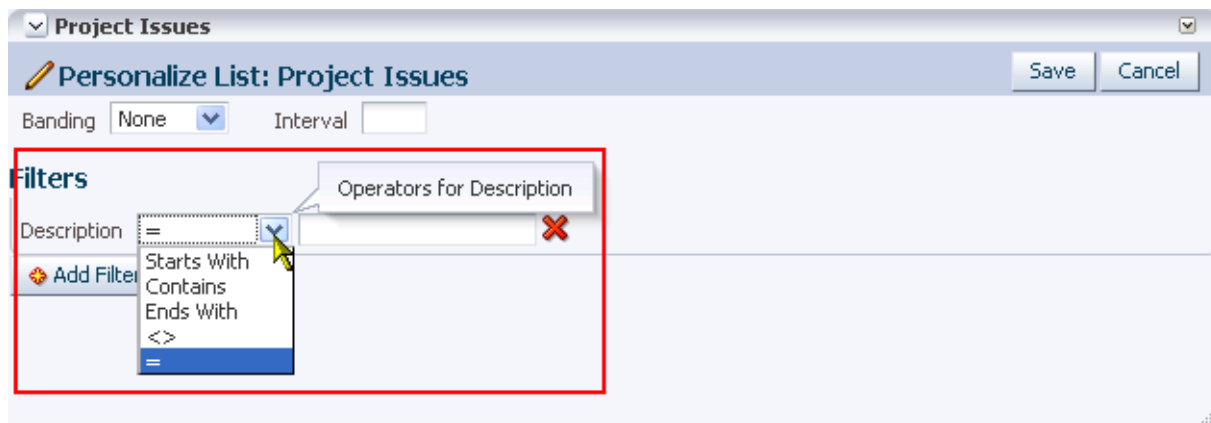 Project Issues
Personalize List: Project Issues
Save
Cancel
Banding None Interval
Filters
Operators for Description
Description =
Starts With
Contains
Ends With
<>
=
Add Filter